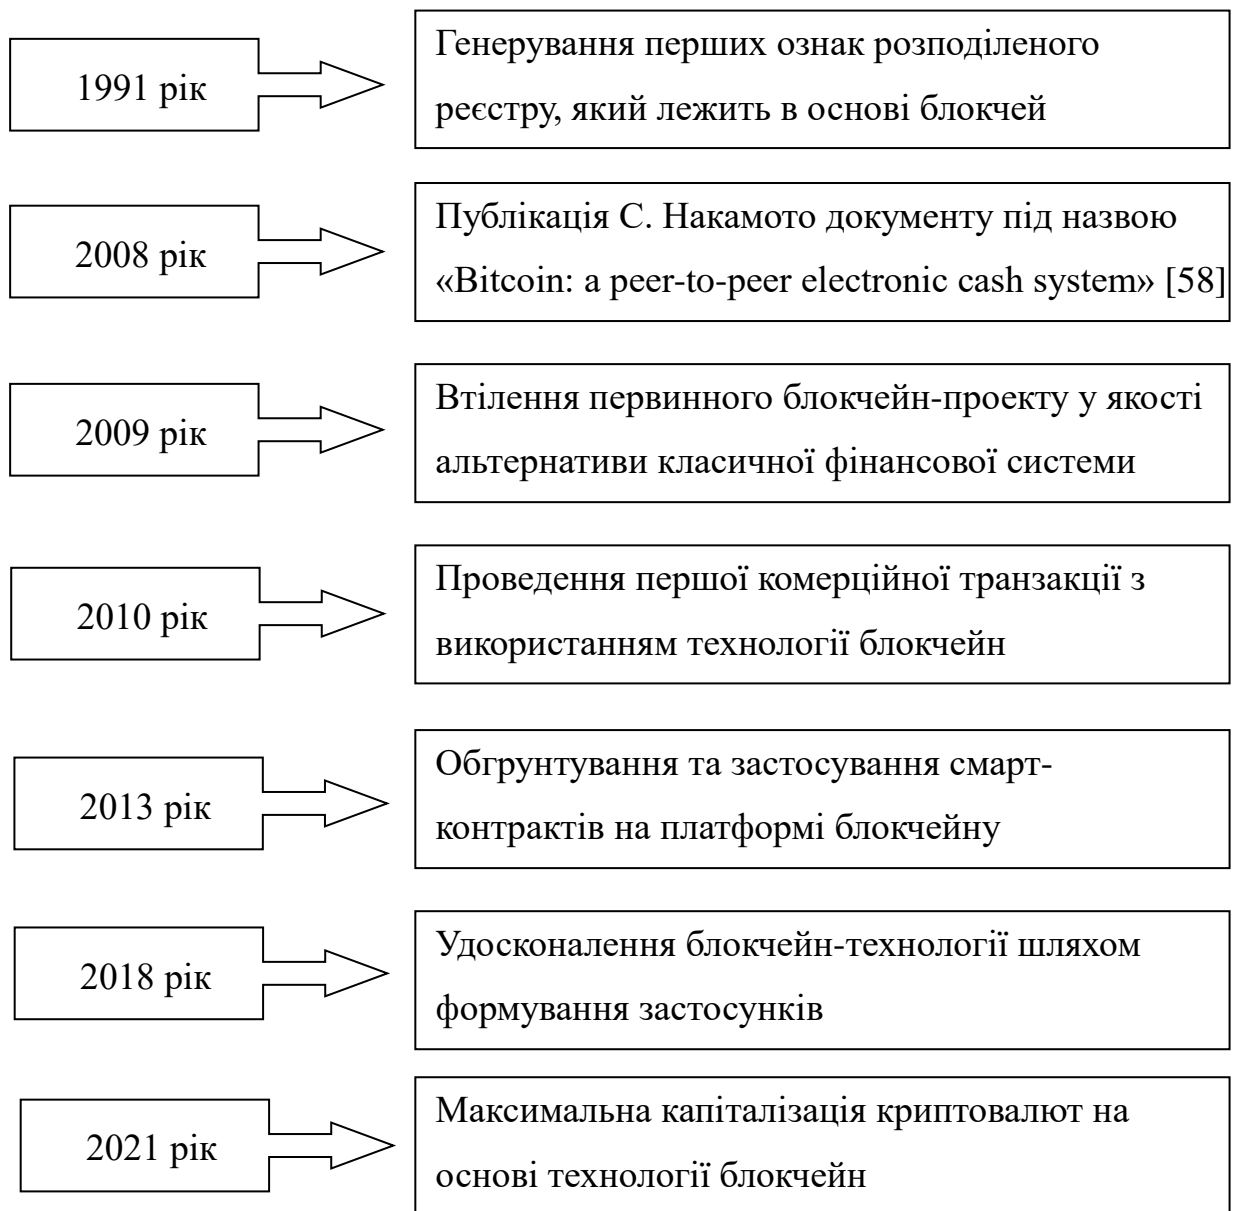 1991 рік
Генерування перших ознак розподіленого
реєстру, який лежить в основі блокчей
2008 рік
Публікація С. Накамото документу під назвою
«Bitcoin: a peer-to-peer electronic cash system» [58]
2009 рік
Втілення первинного блокчейн-проекту у якості
альтернативи класичної фінансової системи
2010 рік
Проведення першої комерційної транзакції з
використанням технології блокчейн
2013 рік
Обгрунтування та застосування смарт-
контрактів на платформі блокчейну
2018 рік
Удосконалення блокчейн-технології шляхом
формування застосунків
2021 рік
Максимальна капіталізація криптовалют на
основі технології блокчейн